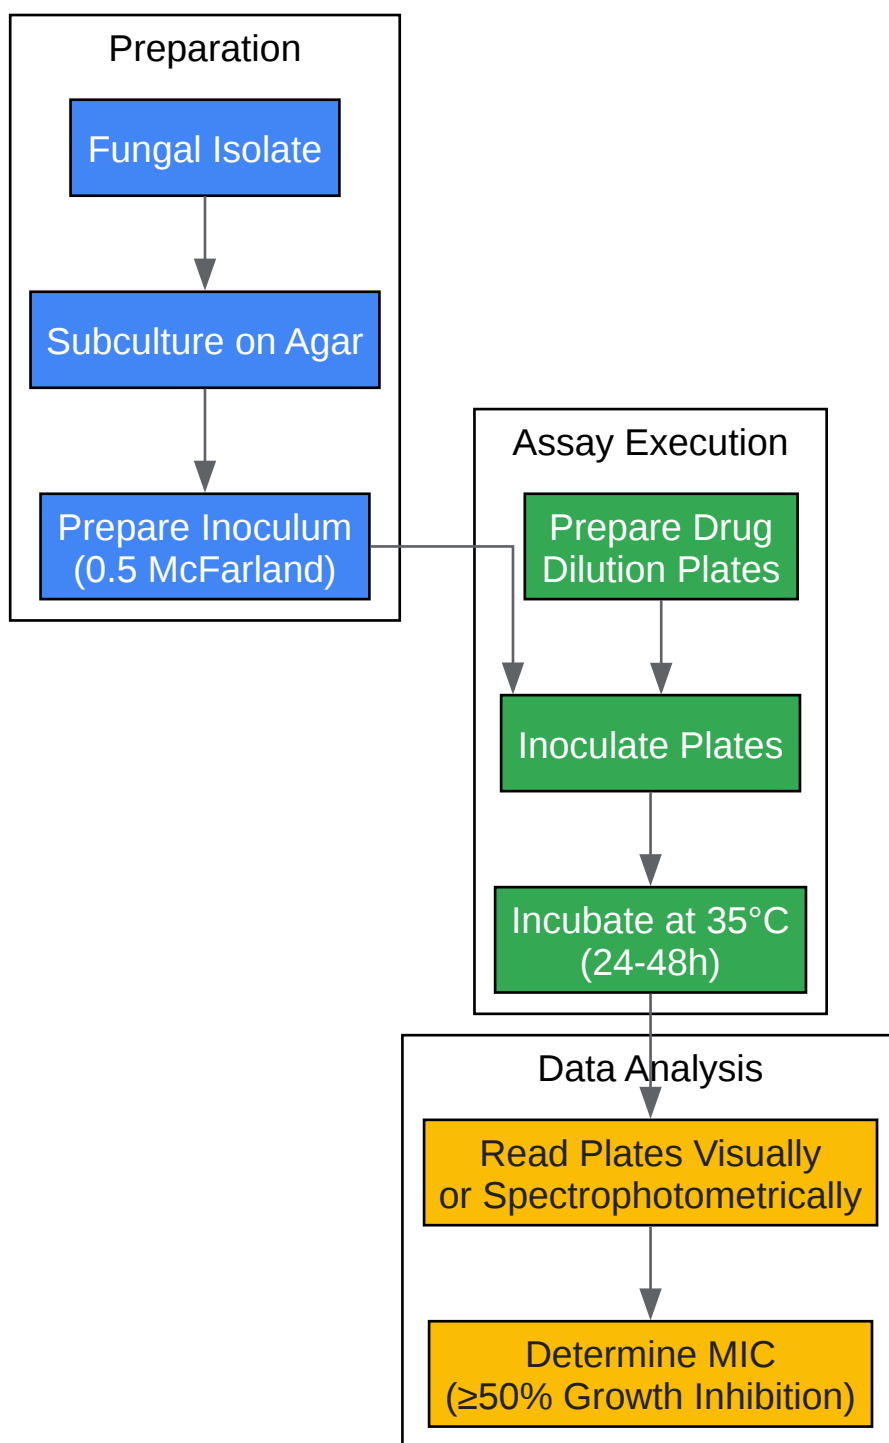 Preparation
Fungal Isolate
Subculture on Agar
Prepare Inoculum
(0.5 McFarland)
Assay Execution
Prepare Drug
Dilution Plates
Inoculate Plates
Incubate at 35°C
(24-48h)
Data Analysis
Read Plates Visually
or Spectrophotometrically
Determine MIC
(≥50% Growth Inhibition)